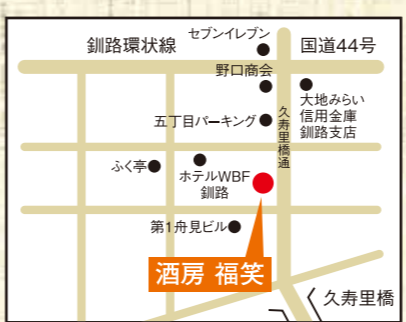 セブンイレブン
釧路環状線
国道44号
野口商会
大地みらい
信用金庫
釧路支店
五丁目パーキング
久寿里橋通
ふく亭
ホテルWBF
釧路
第1舟見ビル
酒房 福笑
久寿里橋